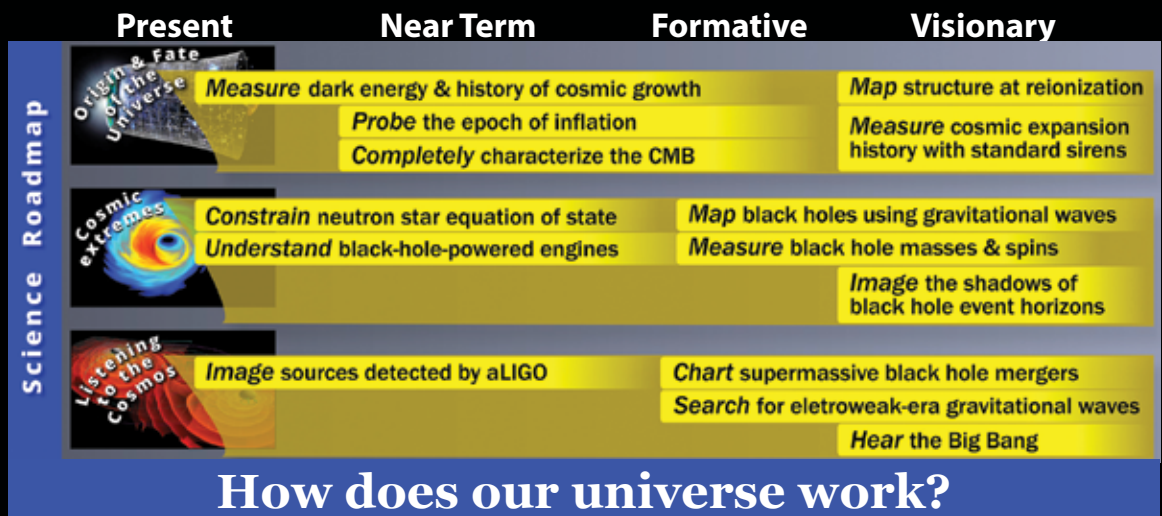 Present Near Term Formative Visionary
Science Roadmap
Origin & Fate
of the
Universe
Measure dark energy & history of cosmic growth
Probe the epoch of inflation
Completely characterize the CMB
Map structure at reionization
Measure cosmic expansion
history with standard sirens
Cosmic
extremes
Constrain neutron star equation of state
Understand black-hole-powered engines
Map black holes using gravitational waves
Measure black hole masses & spins
Image the shadows of
black hole event horizons
Listening
to the
Cosmos
Image sources detected by aLIGO
Chart supermassive black hole mergers
Search for eletroweak-era gravitational waves
Hear the Big Bang
How does our universe work?